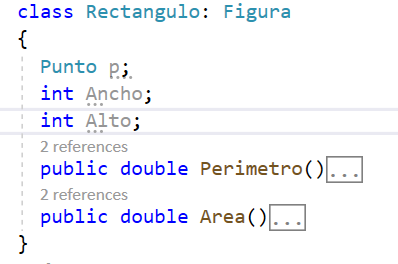 class Rectangulo: Figura
{
Punto p;
int Ancho;
int Alto;
2 references
public double Perimetro()...
2 references
public double Area()...
}